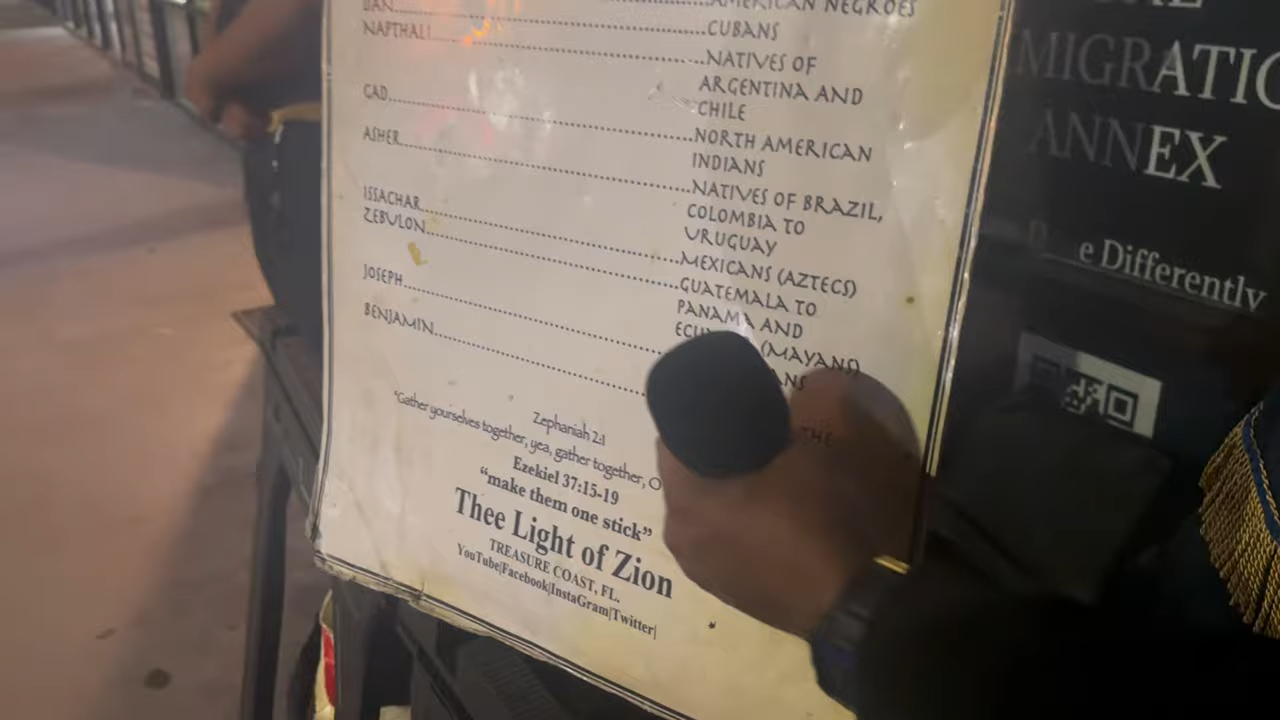 AMERICAN NEGROES
DAN..........CUBANS
NAPTHALI..........NATIVES OF
ARGENTINA AND
CHILE
GAD..........NORTH AMERICAN
INDIANS
ASHER..........NATIVES OF BRAZIL,
COLOMBIA TO
URUGUAY
ISSACHAR..........MEXICANS (AZTECS)
ZEBULON..........GUATEMALA TO
PANAMA AND
(MAYANS)
JOSEPH..........
BENJAMIN..........
THE
Zephaniah 2:1
"Gather yourselves together, yea, gather together, O
Ezekiel 37:15-19
"make them one stick"
Thee Light of Zion
TREASURE COAST, FL.
YouTube|Facebook|InstaGram|Twitter|
ANNEX
Differently